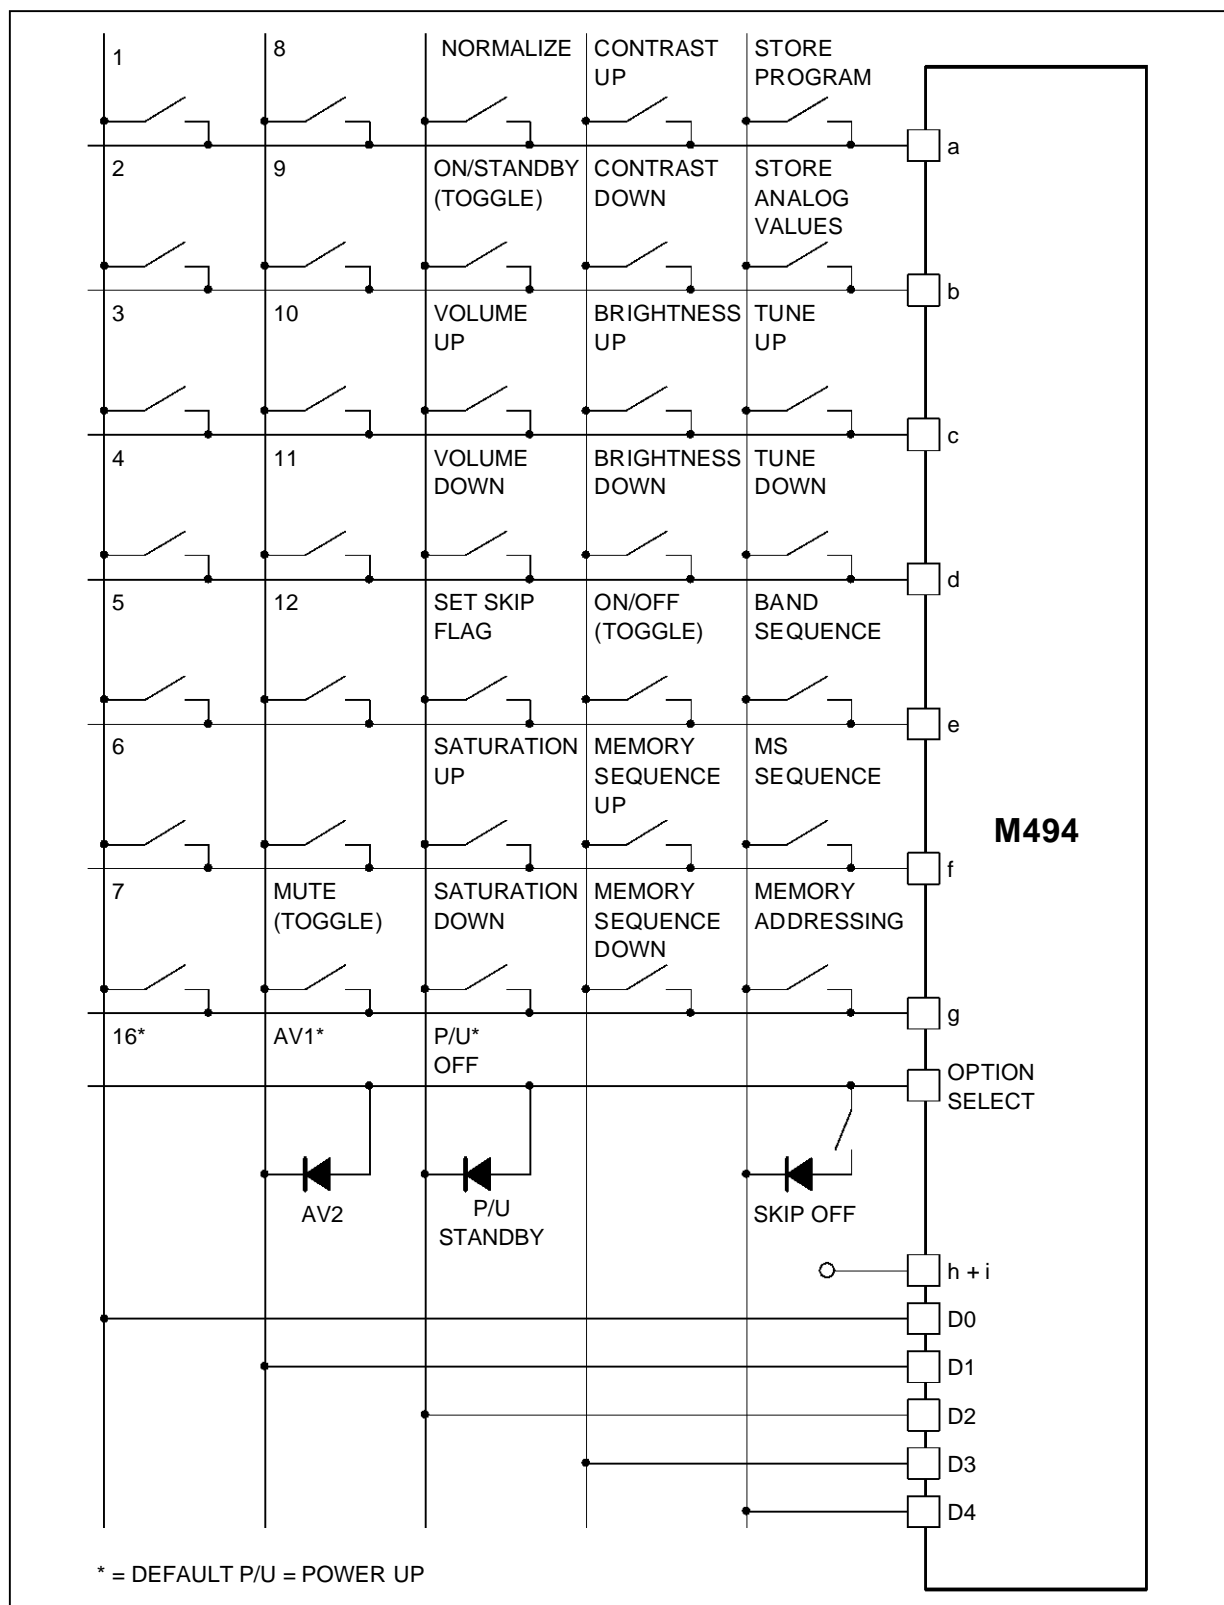 1
8
NORMALIZE
CONTRAST
UP
STORE
PROGRAM
a
2
9
ON/STANDBY
(TOGGLE)
CONTRAST
DOWN
STORE
ANALOG
VALUES
b
3
10
VOLUME
UP
BRIGHTNESS
UP
TUNE
UP
c
4
11
VOLUME
DOWN
BRIGHTNESS
DOWN
TUNE
DOWN
d
5
12
SET SKIP
FLAG
ON/OFF
(TOGGLE)
BAND
SEQUENCE
e
6
SATURATION
UP
MEMORY
SEQUENCE
UP
MS
SEQUENCE
M494
f
7
MUTE
(TOGGLE)
SATURATION
DOWN
MEMORY
SEQUENCE
DOWN
MEMORY
ADDRESSING
g
16*
AV1*
P/U*
OFF
OPTION
SELECT
AV2
P/U
STANDBY
SKIP OFF
h + i
D0
D1
D2
D3
D4
* = DEFAULT P/U = POWER UP